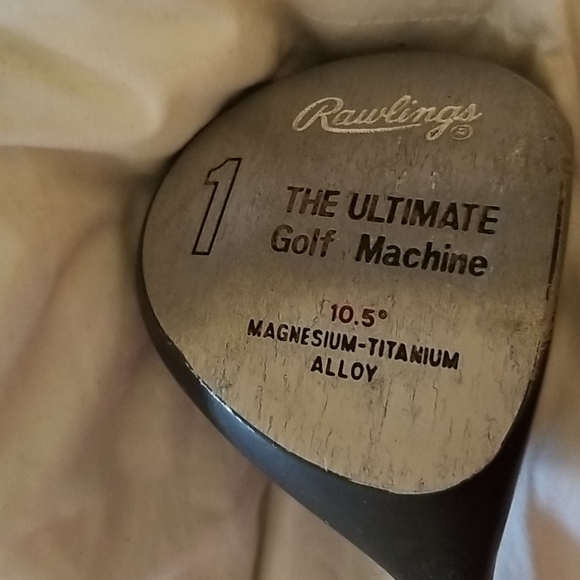 Rawlings®
1
THE ULTIMATE
Golf Machine
10.5°
MAGNESIUM-TITANIUM
ALLOY